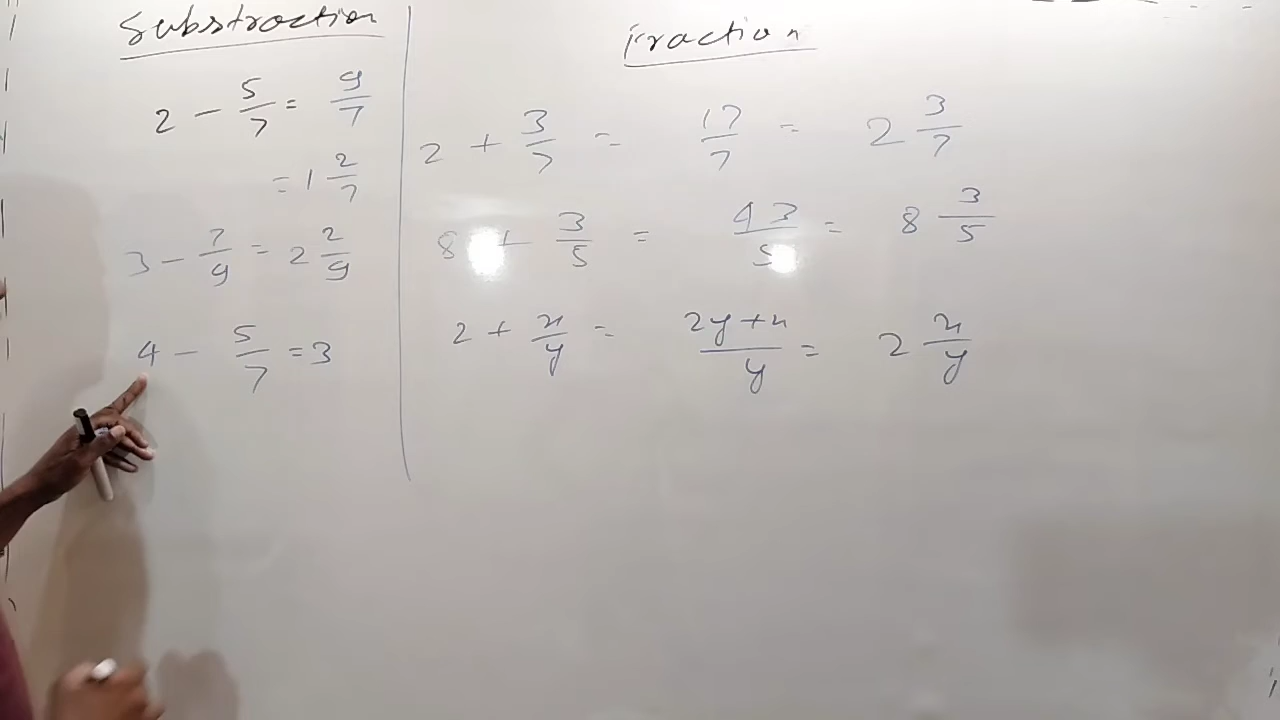 Substraction
2 - 5/7 = 9/7
= 1 2/7
3 - 7/9 = 2 2/9
4 - 5/7 = 3
Fraction
2 + 3/7 = 17/7 = 2 3/7
8 + 3/5 = 43/5 = 8 3/5
2 + x/y = 2y+x/y = 2 x/y